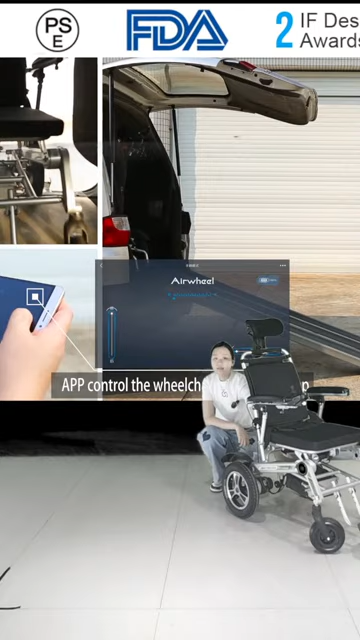 PS
E
FDA
2 IF Des
Awards
Airwheel
APP control the wheelch
p